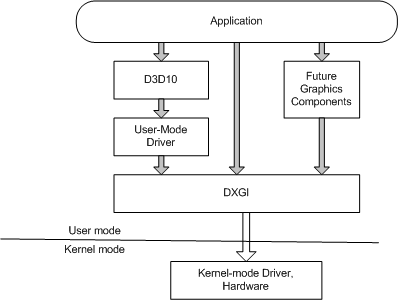 Application
D3D10
Future
Graphics
Components
User-Mode
Driver
DXGI
User mode
Kernel mode
Kernel-mode Driver,
Hardware